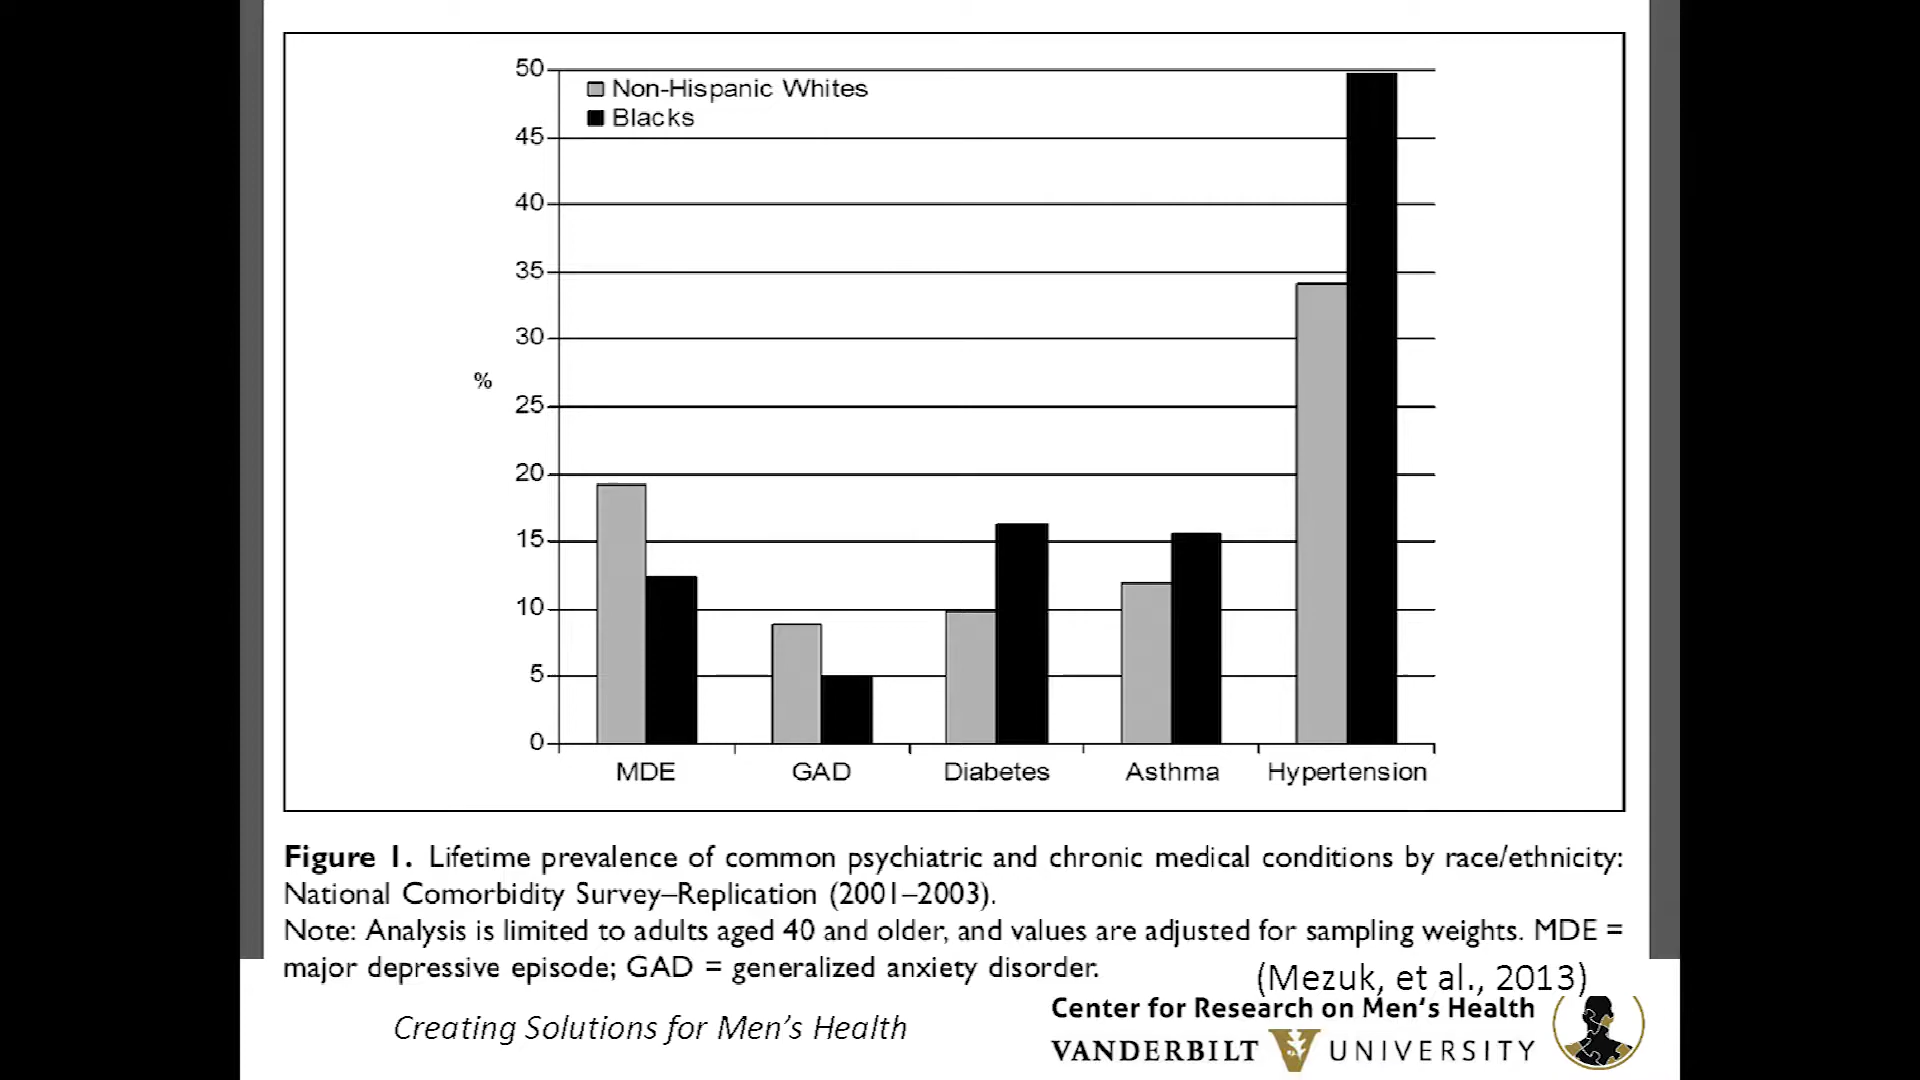 50
Non-Hispanic Whites
Blacks
45
40
35
30
%
25
20
15
10
5
0
MDE GAD Diabetes Asthma Hypertension
Figure 1. Lifetime prevalence of common psychiatric and chronic medical conditions by race/ethnicity:
National Comorbidity Survey–Replication (2001–2003).
Note: Analysis is limited to adults aged 40 and older, and values are adjusted for sampling weights. MDE =
major depressive episode; GAD = generalized anxiety disorder.
(Mezuk, et al., 2013)
Creating Solutions for Men's Health
Center for Research on Men's Health
VANDERBILT V UNIVERSITY